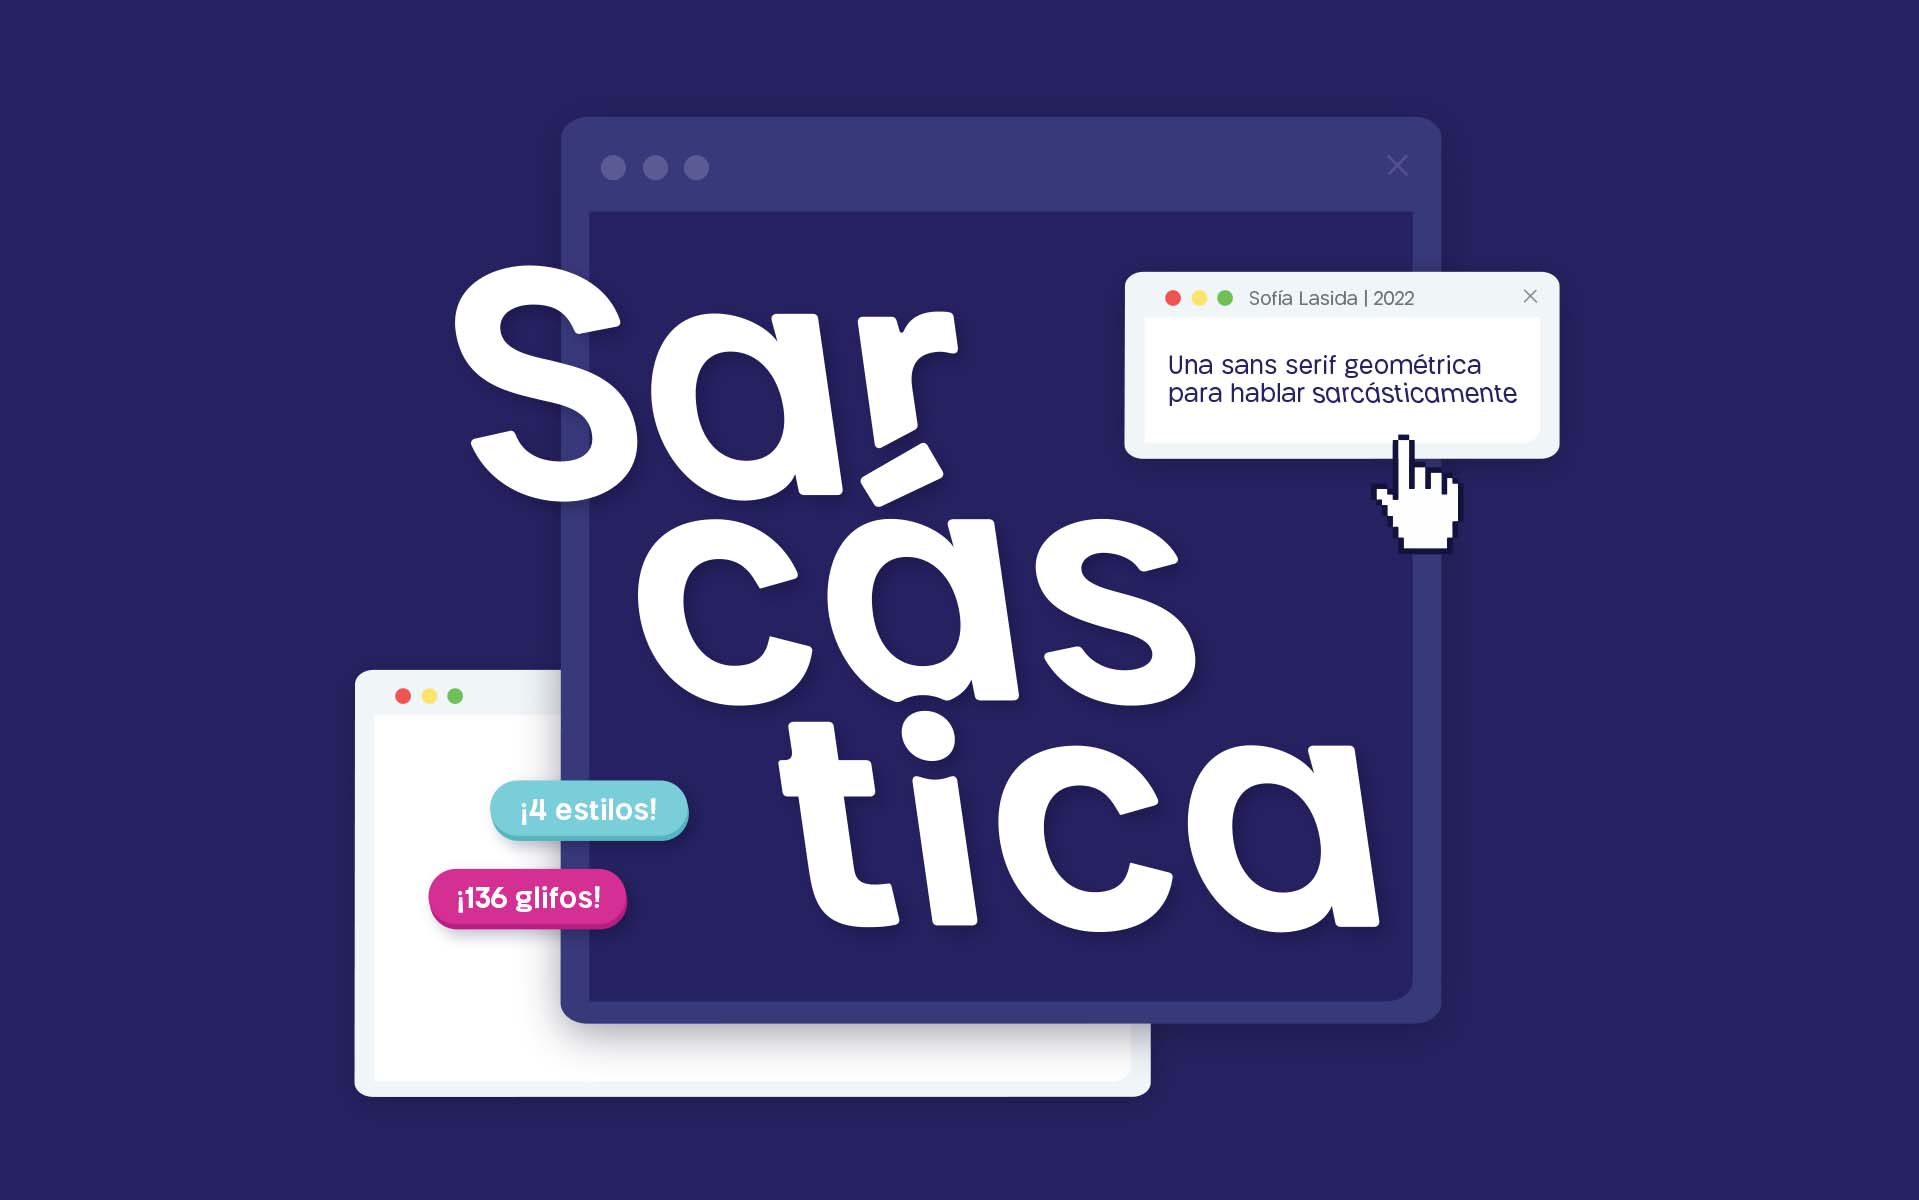 Sar
cás
tica
Sofía Lasida | 2022
Una sans serif geométrica
para hablar sarcásticamente
¡4 estilos!
¡136 glifos!